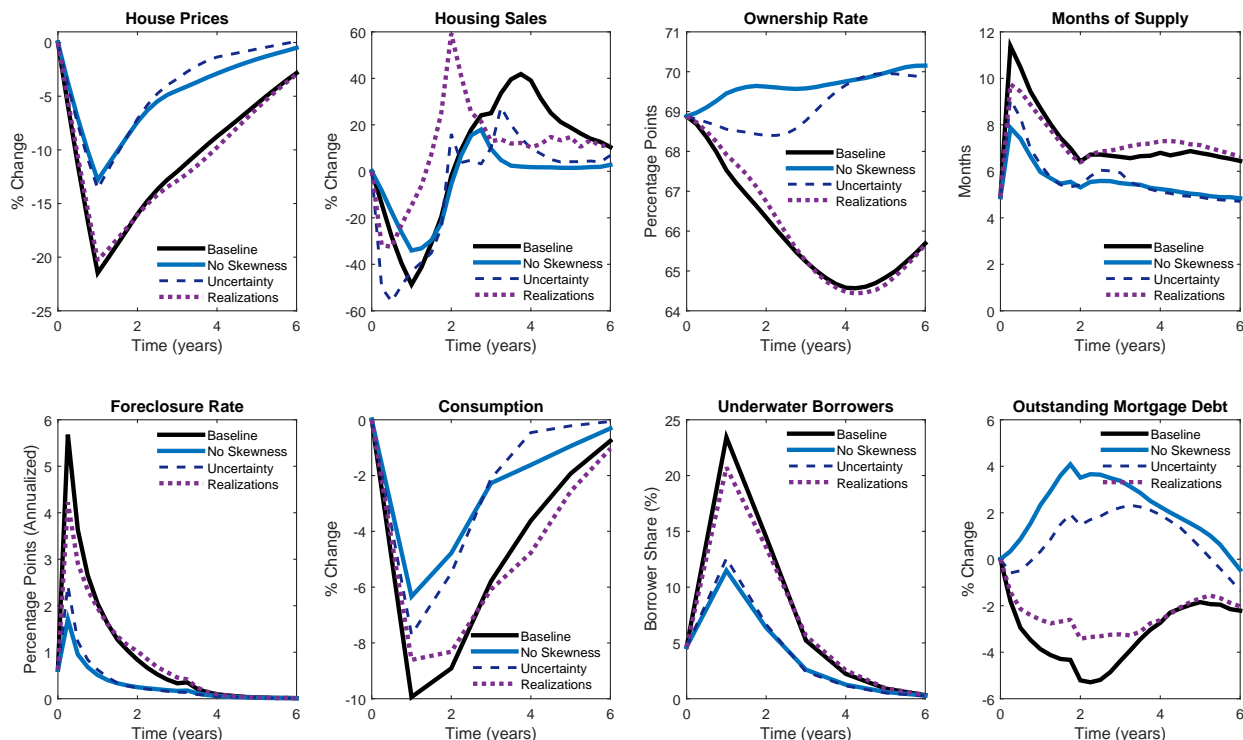 House Prices
% Change
0
-5
-10
-15
-20
-25
Baseline
No Skewness
Uncertainty
Realizations
0 2 4 6
Time (years)
Housing Sales
% Change
60
40
20
0
-20
-40
-60
Baseline
No Skewness
Uncertainty
Realizations
0 2 4 6
Time (years)
Ownership Rate
Percentage Points
71
70
69
68
67
66
65
64
Baseline
No Skewness
Uncertainty
Realizations
0 2 4 6
Time (years)
Months of Supply
Months
12
10
8
6
4
2
0
Baseline
No Skewness
Uncertainty
Realizations
0 2 4 6
Time (years)
Foreclosure Rate
Percentage Points (Annualized)
6
5
4
3
2
1
0
Baseline
No Skewness
Uncertainty
Realizations
0 2 4 6
Time (years)
Consumption
% Change
0
-2
-4
-6
-8
-10
Baseline
No Skewness
Uncertainty
Realizations
0 2 4 6
Time (years)
Underwater Borrowers
Borrower Share (%)
25
20
15
10
5
0
Baseline
No Skewness
Uncertainty
Realizations
0 2 4 6
Time (years)
Outstanding Mortgage Debt
% Change
6
4
2
0
-2
-4
-6
Baseline
No Skewness
Uncertainty
Realizations
0 2 4 6
Time (years)